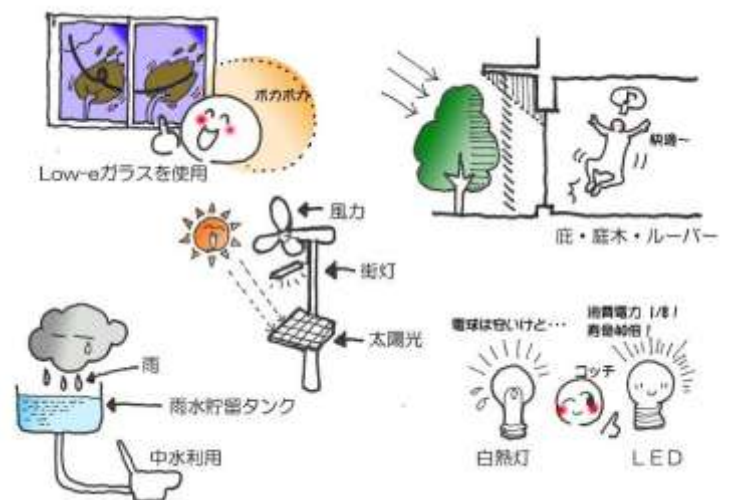 ポカポカ
Low-eガラスを使用
快適～
庇・庭木・ルーバー
風力
街灯
太陽光
雨
雨水貯留タンク
中水利用
電球は安いけど・・・
消費電力 1/8!
寿命40倍!
コッチ
白熱灯
LED